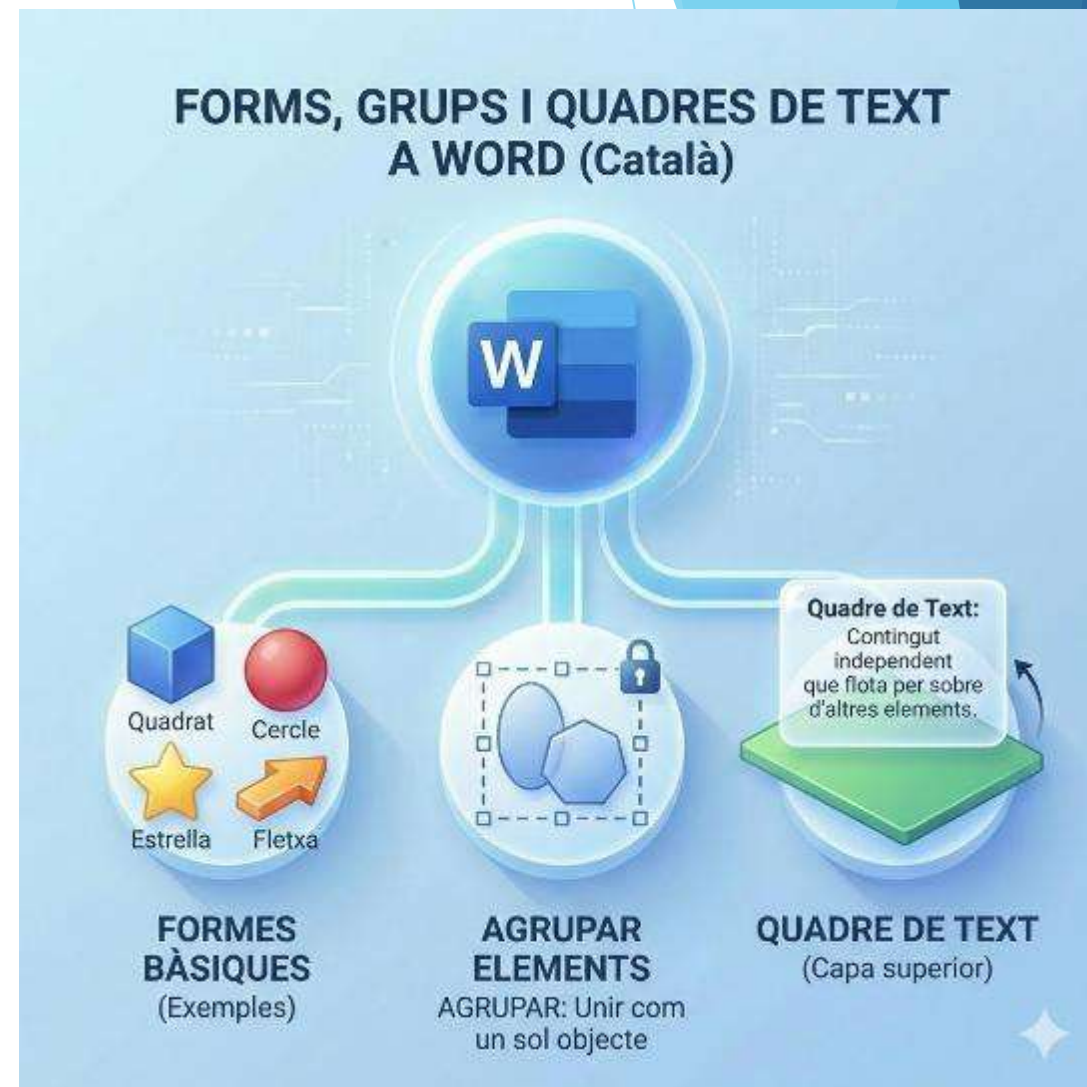 FORMS, GRUPS I QUADRES DE TEXT
A WORD (Català)
W
Quadre de Text:
Contingut
independent
que flota per sobre
d'altres elements.
Quadrat
Cercle
Estrella
Fletxa
FORMES
BÀSIQUES
(Exemples)
AGRUPAR
ELEMENTS
AGRUPAR: Unir com
un sol objecte
QUADRE DE TEXT
(Capa superior)